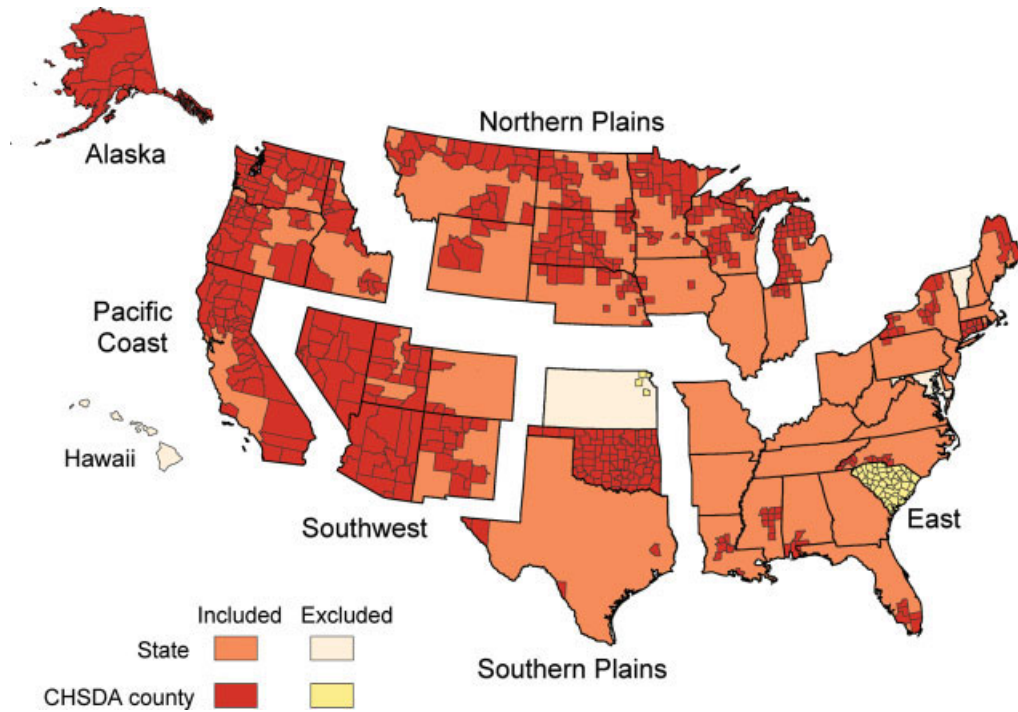 Northern Plains
Alaska
Pacific
Coast
Hawaii
Southwest
East
Southern Plains
Included Excluded
State
CHSDA county